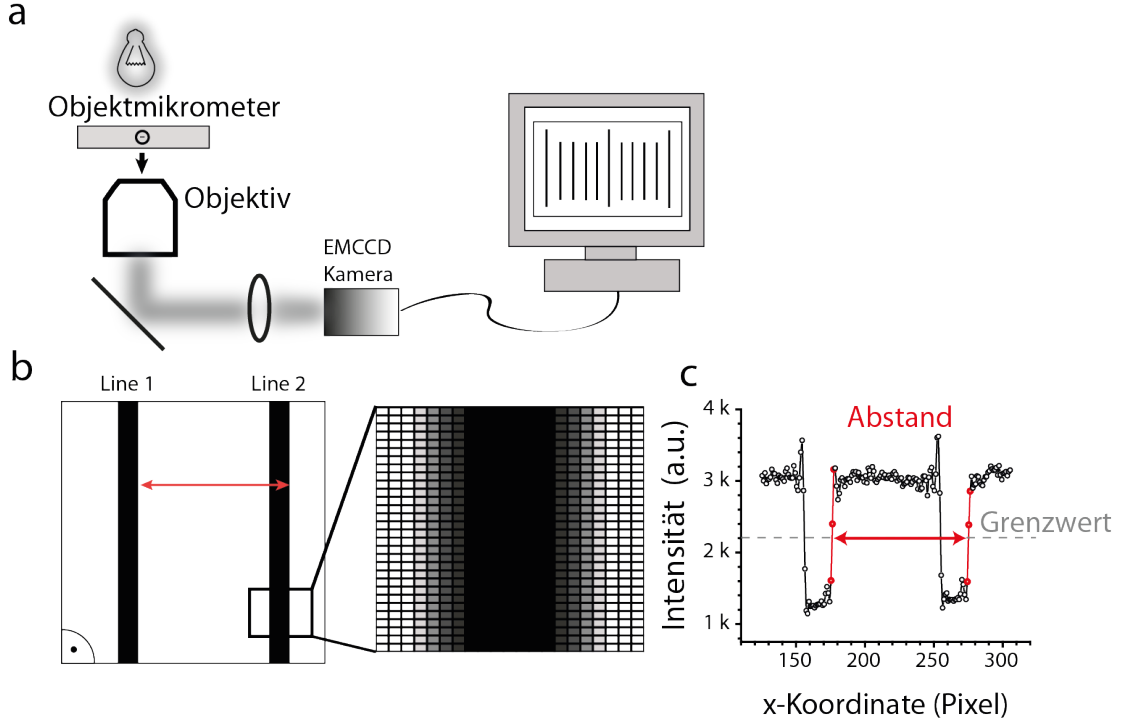 a
Objektmikrometer
Objektiv
EMCCD
Kamera
b
Line 1
Line 2
c
4 k
3 k
2 k
1 k
Intensität (a.u.)
Abstand
Grenzwert
150
200
250
300
x-Koordinate (Pixel)